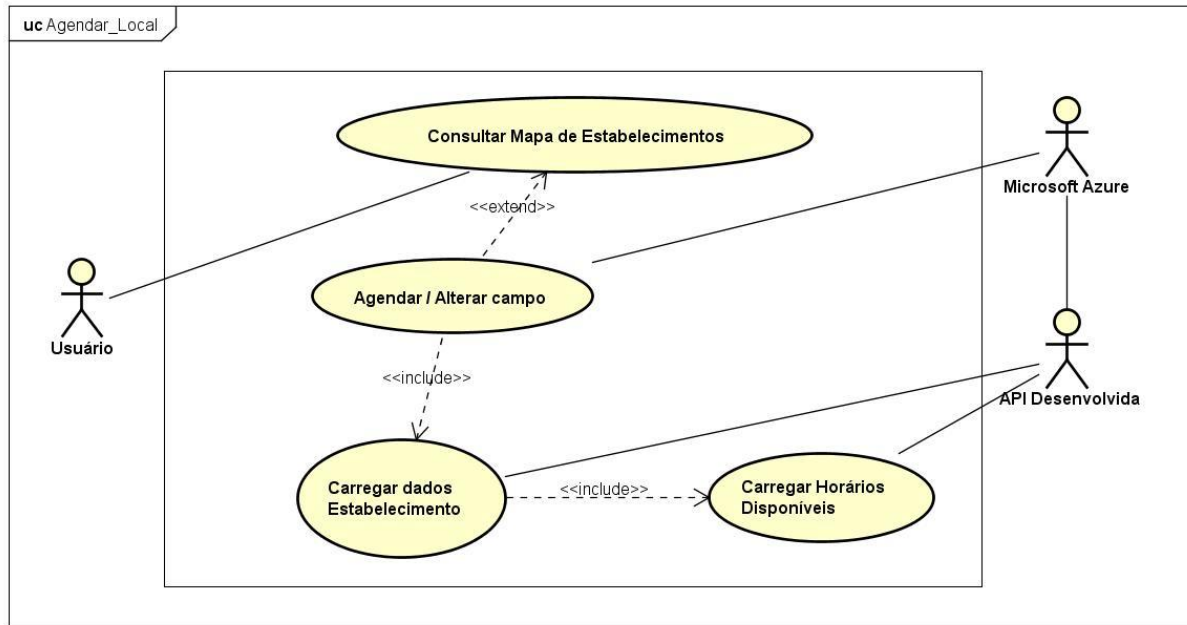 uc Agendar_Local
Consultar Mapa de Estabelecimentos
Microsoft Azure
<<extend>>
Agendar / Alterar campo
Usuário
<<include>>
API Desenvolvida
Carregar dados
Estabelecimento
<<include>>
Carregar Horários
Disponíveis